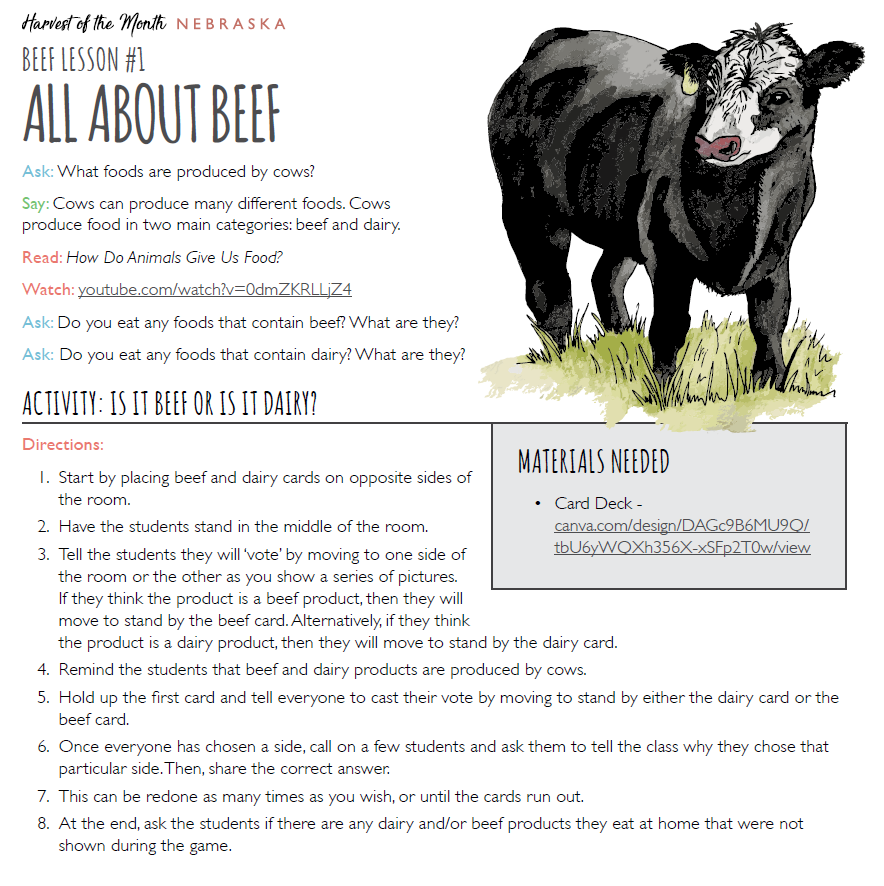 Harvest of the Month NEBRASKA
BEEF LESSON #1
ALL ABOUT BEEF
Ask: What foods are produced by cows?
Say: Cows can produce many different foods. Cows
produce food in two main categories: beef and dairy.
Read: How Do Animals Give Us Food?
Watch: youtube.com/watch?v=0dmZKRLLjZ4
Ask: Do you eat any foods that contain beef? What are they?
Ask: Do you eat any foods that contain dairy? What are they?
ACTIVITY: IS IT BEEF OR IS IT DAIRY?
Directions:
1. Start by placing beef and dairy cards on opposite sides of
the room.
2. Have the students stand in the middle of the room.
3. Tell the students they will ‘vote’ by moving to one side of
the room or the other as you show a series of pictures.
If they think the product is a beef product, then they will
move to stand by the beef card. Alternatively, if they think
the product is a dairy product, then they will move to stand by the dairy card.
4. Remind the students that beef and dairy products are produced by cows.
5. Hold up the first card and tell everyone to cast their vote by moving to stand by either the dairy card or the
beef card.
6. Once everyone has chosen a side, call on a few students and ask them to tell the class why they chose that
particular side. Then, share the correct answer.
7. This can be redone as many times as you wish, or until the cards run out.
8. At the end, ask the students if there are any dairy and/or beef products they eat at home that were not
shown during the game.
MATERIALS NEEDED
• Card Deck -
canva.com/design/DAGc9B6MU9Q/
tbU6yWQXh356X-xSFp2T0w/view